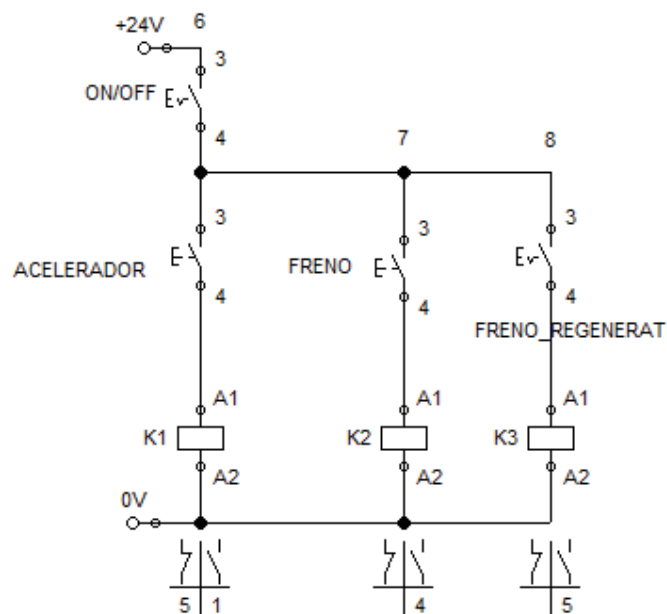 +24V 6
3
ON/OFF
4 7 8
3 3 3
ACELERADOR FRENO
4 4 4
FRENO_REGENERAT
A1 A1 A1
K1 K2 K3
A2 A2 A2
0V
5 1 4 5